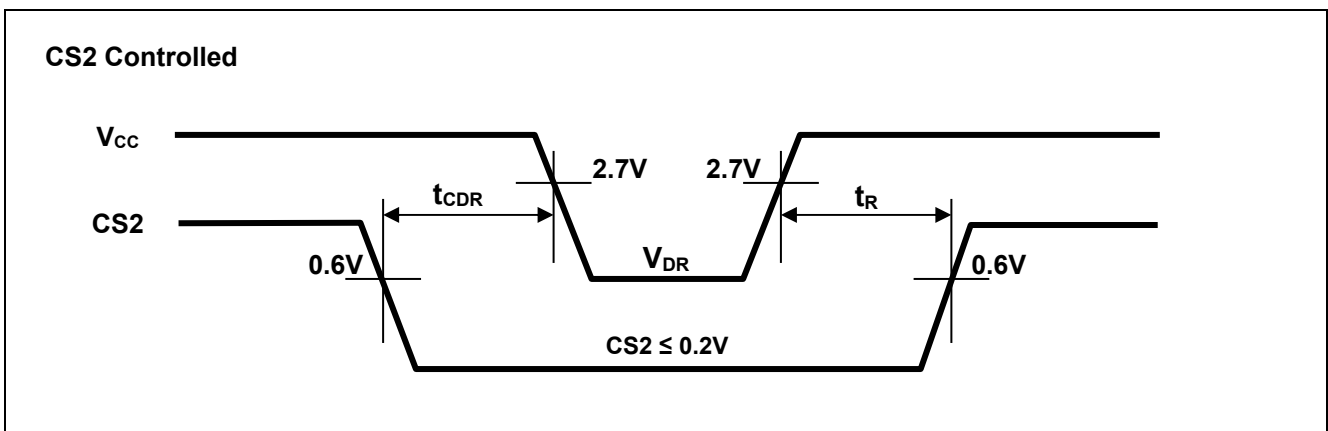 CS2 Controlled
VCC
2.7V 2.7V
tCDR tR
CS2
0.6V VDR 0.6V
CS2 ≤ 0.2V